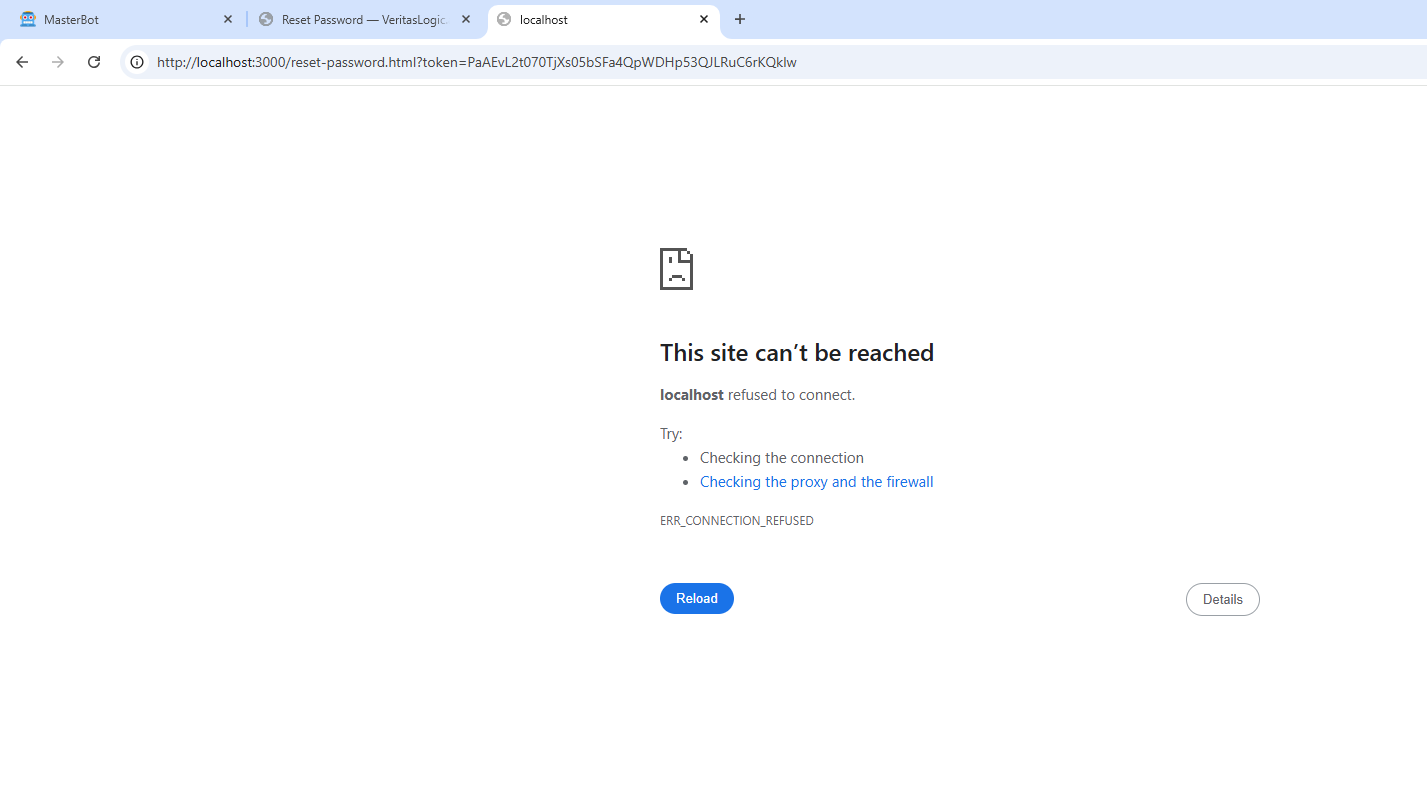 MasterBot
Reset Password — VeritasLogic.
localhost
http://localhost:3000/reset-password.html?token=PaAEvL2t070TjXs05bSFa4QpWDHp53QJLRuC6rKQkIw
This site can’t be reached
localhost refused to connect.
Try:
Checking the connection
Checking the proxy and the firewall
ERR_CONNECTION_REFUSED
Reload
Details